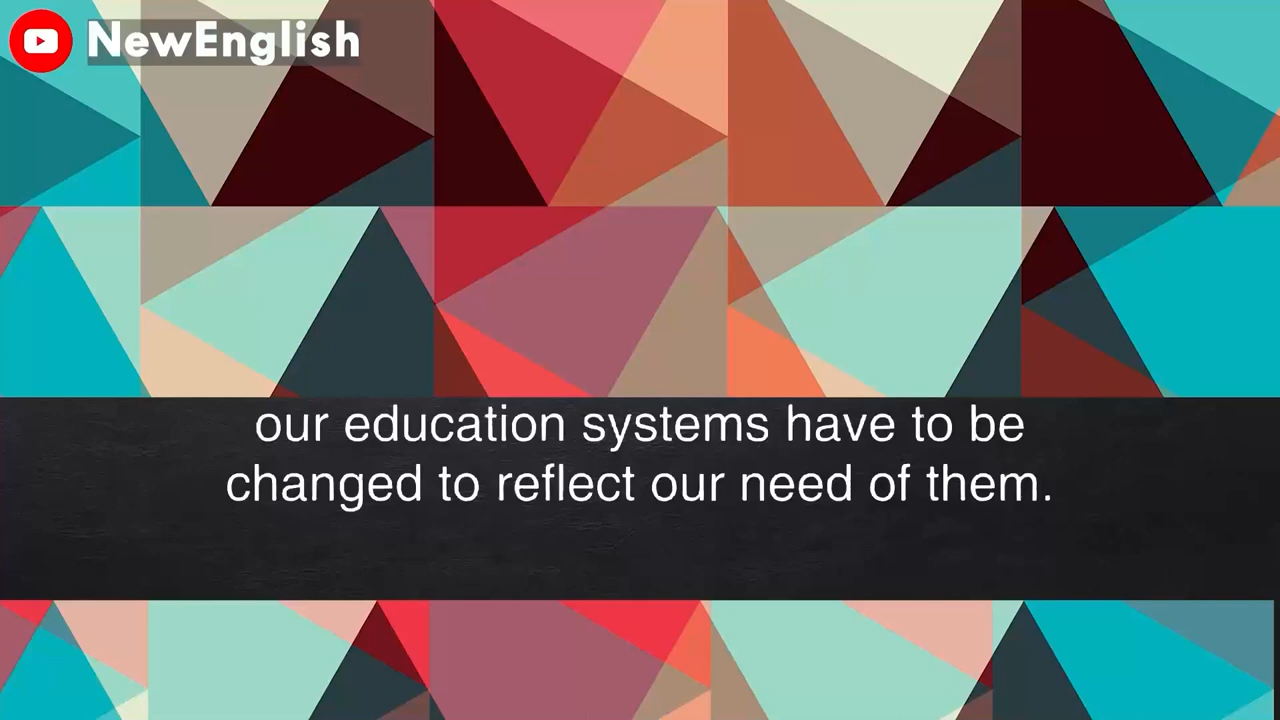 NewEnglish
our education systems have to be
changed to reflect our need of them.